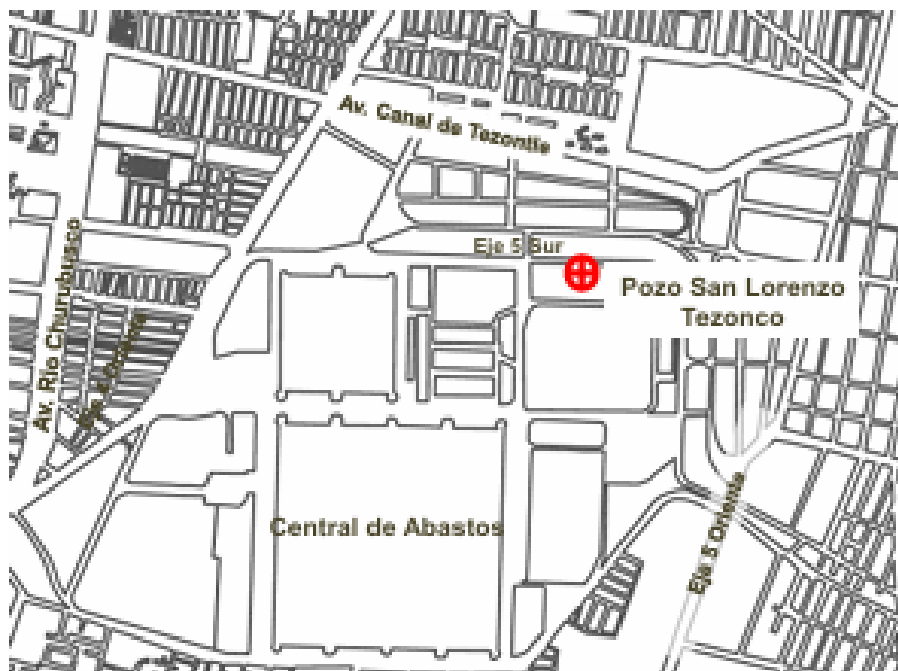 Av. Canal de Tezontle
Eje 5 Sur
Pozo San Lorenzo
Tezonco
Av. Rio Churubusco
Eje 4 Oriente
Central de Abastos
Eje 5 Oriente